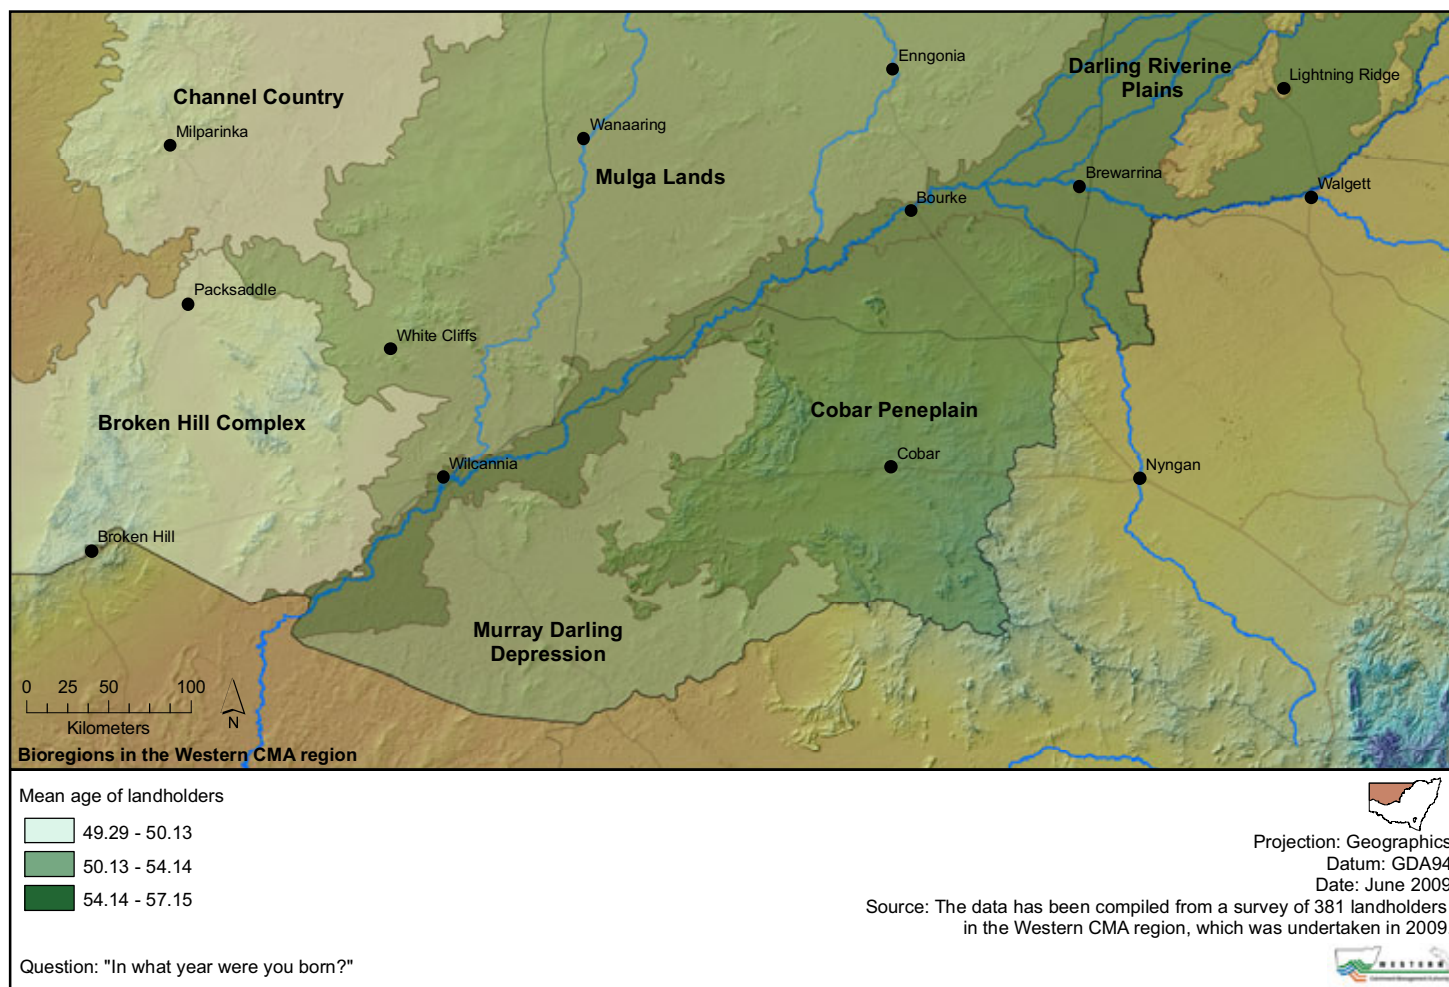 Enngonia
Darling Riverine
Plains
Lightning Ridge
Channel Country
Milparinka
Wanaaring
Mulga Lands
Brewarrina
Walgett
Bourke
Packsaddle
White Cliffs
Broken Hill Complex
Cobar Peneplain
Cobar
Wilcannia
Nyngan
Broken Hill
Murray Darling
Depression
0 25 50 100
Kilometers
N
Bioregions in the Western CMA region
Mean age of landholders
49.29 - 50.13
50.13 - 54.14
54.14 - 57.15
Projection: Geographics
Datum: GDA94
Date: June 2009
Source: The data has been compiled from a survey of 381 landholders
in the Western CMA region, which was undertaken in 2009.
Question: "In what year were you born?"
WESTERN